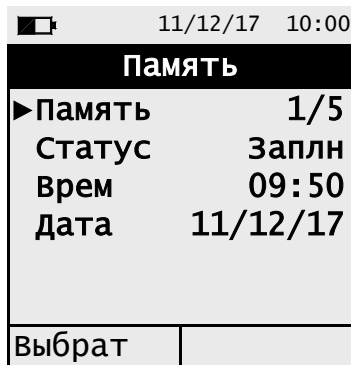 11/12/17 10:00
Память
▶Память 1/5
Статус Заплн
Врем 09:50
Дата 11/12/17
Выбрат